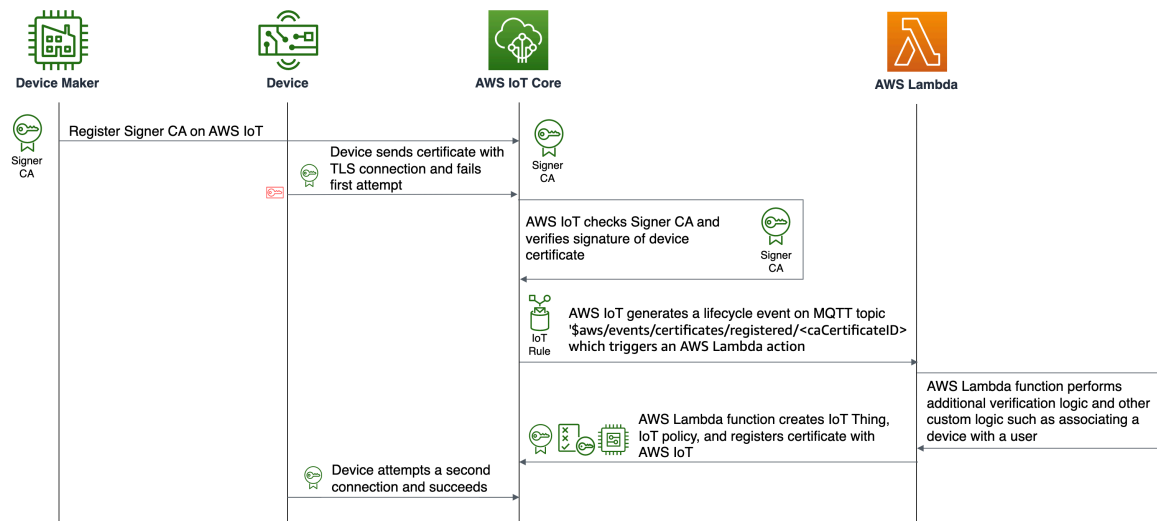 Device Maker
Device
AWS IoT Core
AWS Lambda
Signer
CA
Register Signer CA on AWS IoT
Signer
CA
Device sends certificate with
TLS connection and fails
first attempt
AWS IoT checks Signer CA and
verifies signature of device
certificate
Signer
CA
IoT
Rule
AWS IoT generates a lifecycle event on MQTT topic
'$aws/events/certificates/registered/<caCertificateID>
which triggers an AWS Lambda action
AWS Lambda function performs
additional verification logic and other
custom logic such as associating a
device with a user
AWS Lambda function creates IoT Thing,
IoT policy, and registers certificate with
AWS IoT
Device attempts a second
connection and succeeds